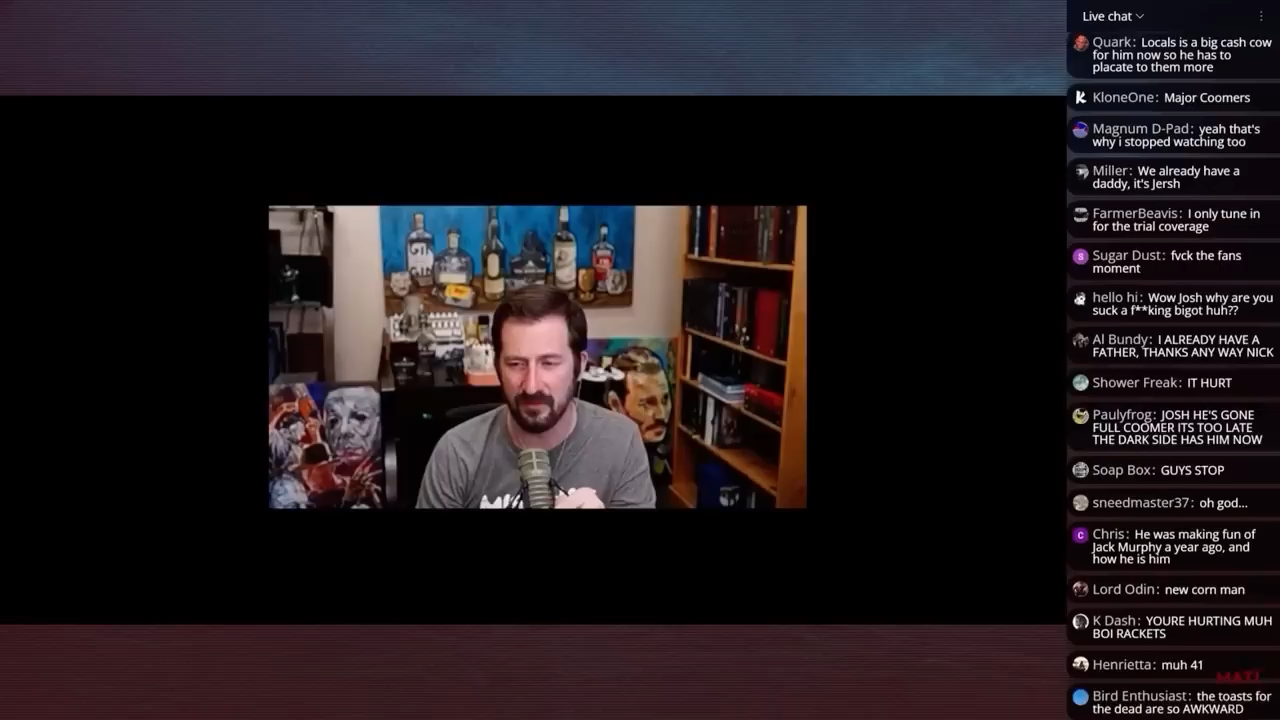 Live chat
Quark: Locals is a big cash cow
for him now so he has to
placate to them more
KloneOne: Major Coomers
Magnum D-Pad: yeah that's
why i stopped watching too
Miller: We already have a
daddy, it's Jersh
FarmerBeavis: I only tune in
for the trial coverage
Sugar Dust: fvck the fans
moment
hello hi: Wow Josh why are you
suck a f**king bigot huh??
Al Bundy: I ALREADY HAVE A
FATHER, THANKS ANY WAY NICK
Shower Freak: IT HURT
Paulyfrog: JOSH HE'S GONE
FULL COOMER ITS TOO LATE
THE DARK SIDE HAS HIM NOW
Soap Box: GUYS STOP
sneedmaster37: oh god...
Chris: He was making fun of
Jack Murphy a year ago, and
how he is him
Lord Odin: new corn man
K Dash: YOURE HURTING MUH
BOI RACKETS
Henrietta: muh 41
MATI
Bird Enthusiast: the toasts for
the dead are so AWKWARD
GIN
GIN